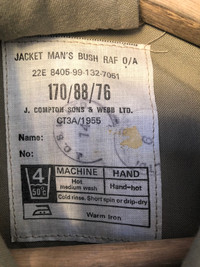 JACKET MAN'S BUSH RAF O/A
22E 8405-99-132-7061
170/88/76
J. COMPTON SONS & WEBB LTD.
CT3A/1955
Name:
No:
4
50°C
MACHINE
Hot
medium wash
HAND
Hand-hot
Cold rinse. Short spin or drip-dry
Warm Iron